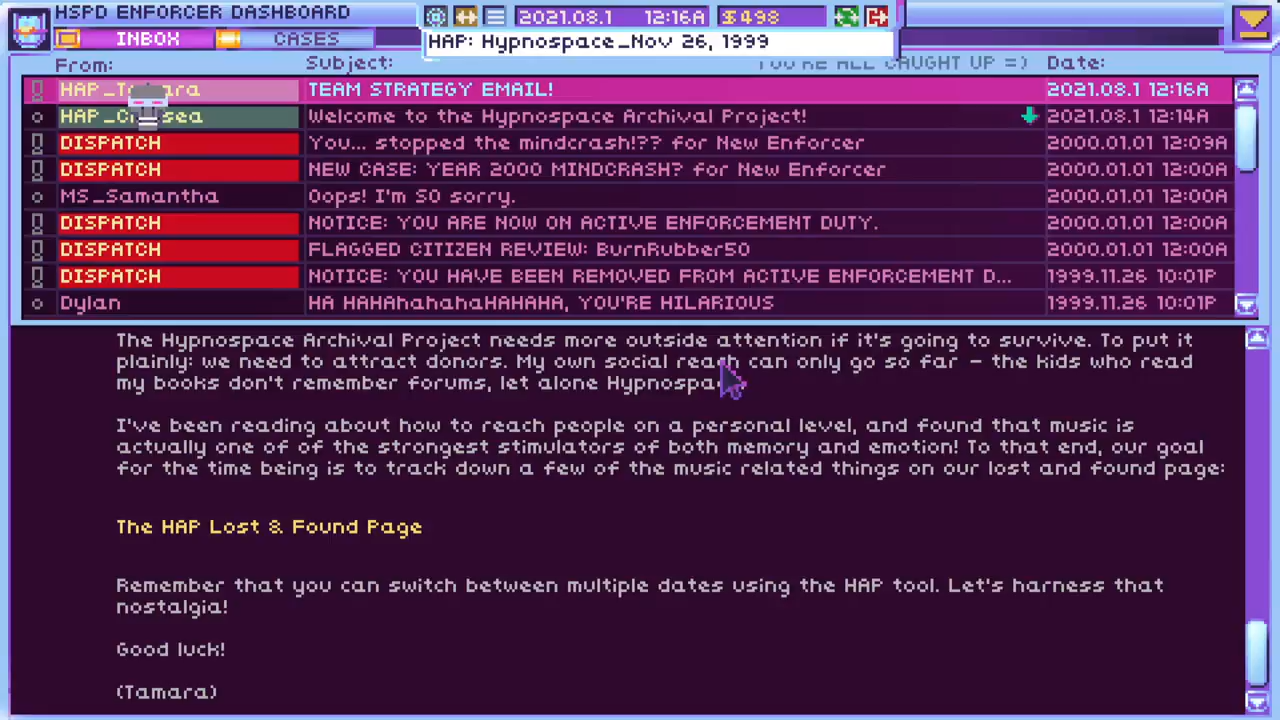 HSPD ENFORCER DASHBOARD
2021.08.1 12:16A
498
INBOX
CASES
HAP: Hypnospace_Nov 26, 1999
From:
Subject:
YOU'RE ALL CAUGHT UP =)
Date:
TEAM STRATEGY EMAIL!
2021.08.1 12:16A
Welcome to the Hypnospace Archival Project!
2021.08.1 12:14A
DISPATCH
You... stopped the mindcrash!?? for New Enforcer
2000.01.01 12:09A
DISPATCH
NEW CASE: YEAR 2000 MINDCRASH? for New Enforcer
2000.01.01 12:00A
MS_Samantha
Oops! I'm SO sorry.
2000.01.01 12:00A
DISPATCH
NOTICE: YOU ARE NOW ON ACTIVE ENFORCEMENT DUTY.
2000.01.01 12:00A
DISPATCH
FLAGGED CITIZEN REVIEW: BurnRubber50
2000.01.01 12:00A
DISPATCH
NOTICE: YOU HAVE BEEN REMOVED FROM ACTIVE ENFORCEMENT D...
1999.11.26 10:01P
Dylan
HA HAHAhahahaHAHAHA, YOU'RE HILARIOUS
1999.11.26 10:01P
The Hypnospace Archival Project needs more outside attention if it's going to survive. To put it
plainly: we need to attract donors. My own social reach can only go so far - the kids who read
my books don't remember forums, let alone
I've been reading about how to reach people on a personal level, and found that music is
actually one of of the strongest stimulators of both memory and emotion! To that end, our goal
for the time being is to track down a few of the music related things on our lost and found page:
The HAP Lost & Found Page
Remember that you can switch between multiple dates using the HAP tool. Let's harness that
nostalgia!
Good luck!
(Tamara)